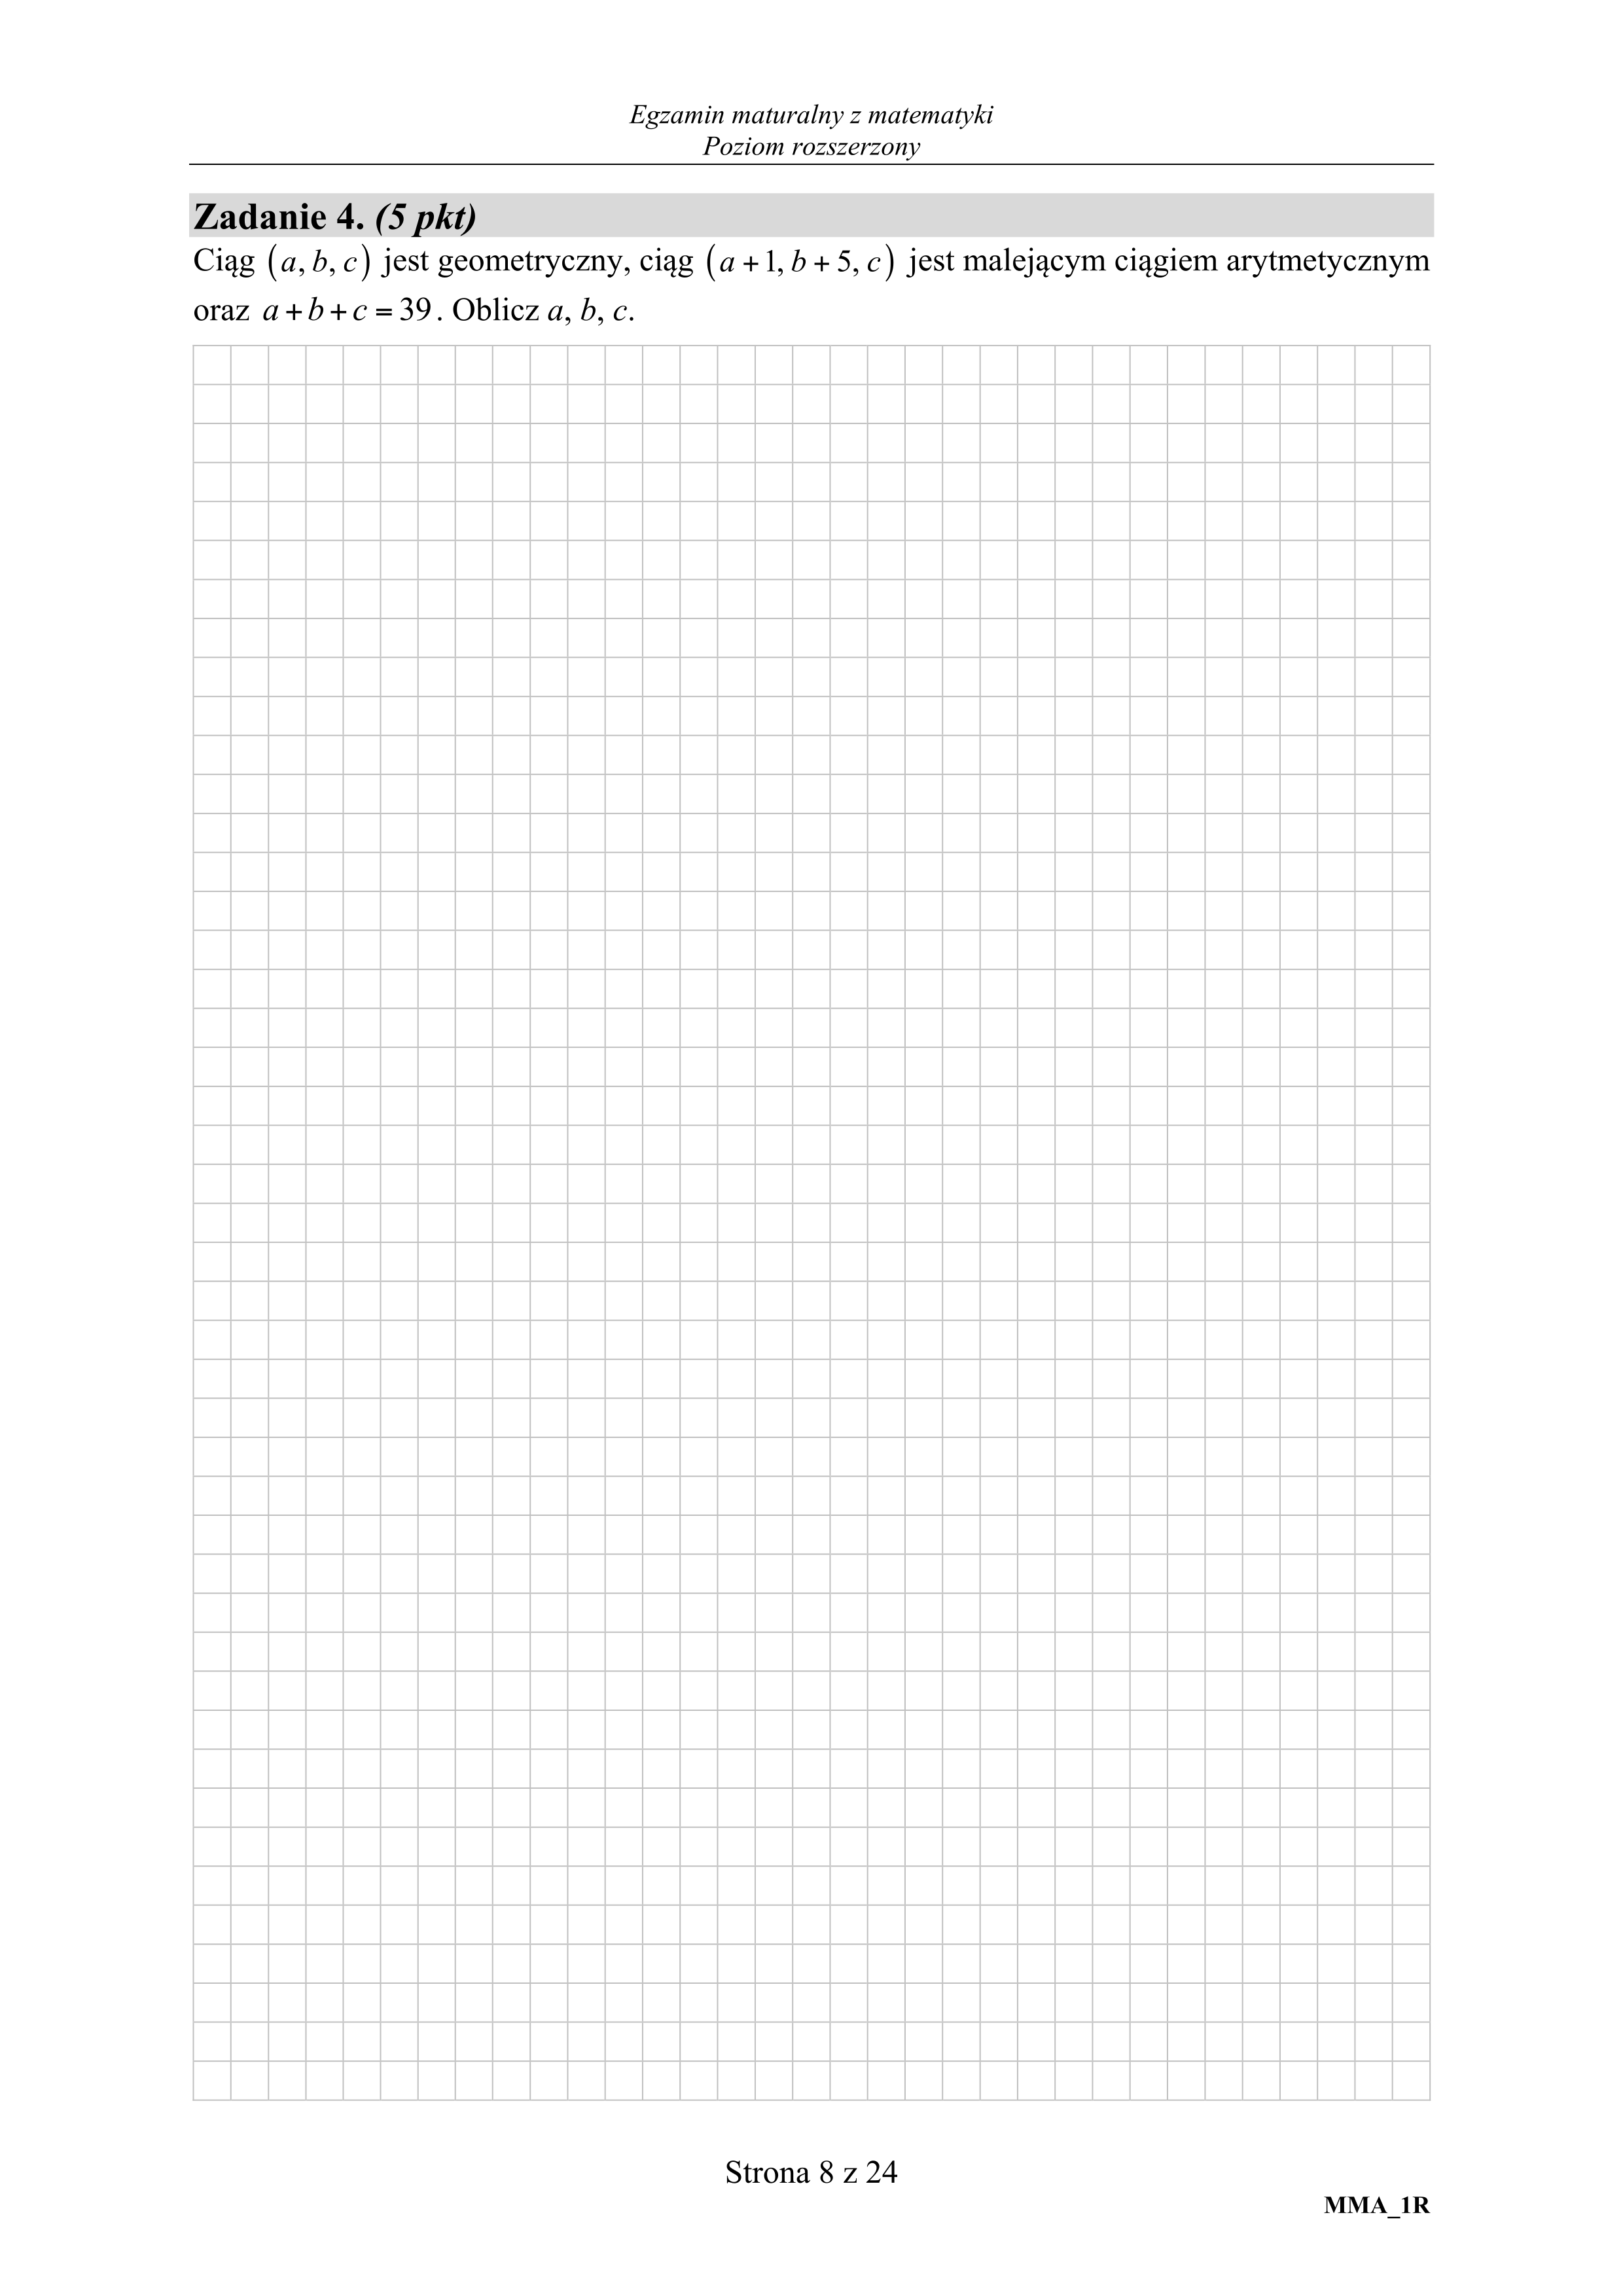 Egzamin maturalny z matematyki
Poziom rozszerzony
Zadanie 4. (5 pkt)
Ciąg (a, b, c) jest geometryczny, ciąg (a + 1, b + 5, c) jest malejącym ciągiem arytmetycznym
oraz a + b + c = 39. Oblicz a, b, c.
Strona 8 z 24
MMA_1R